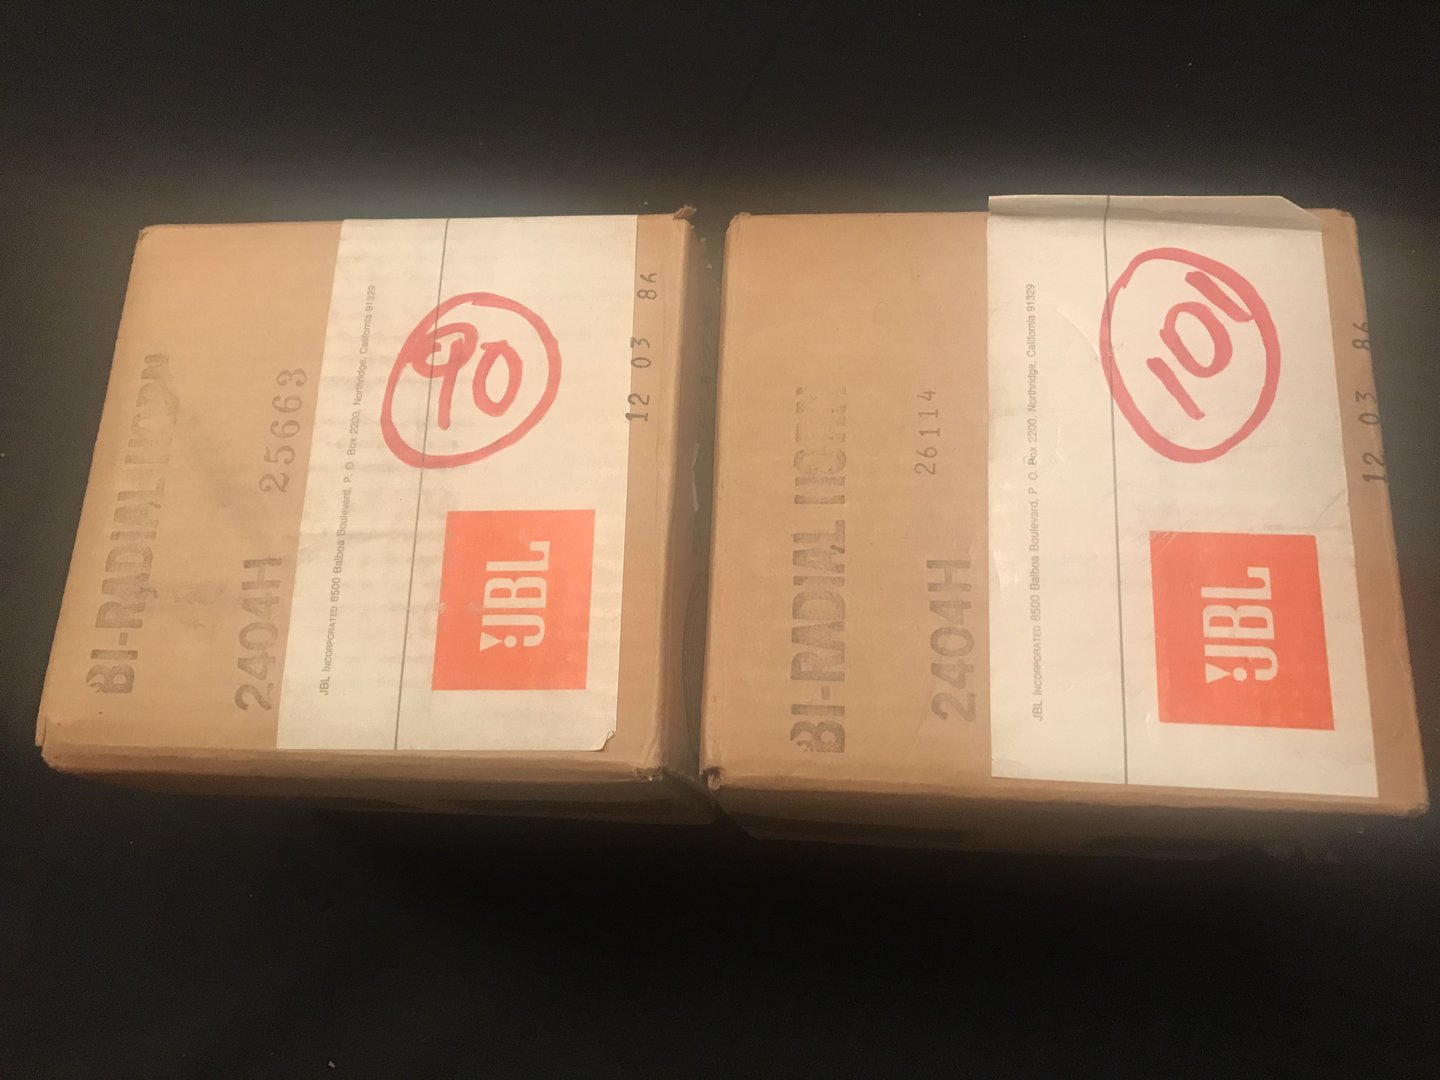 BI-RADIAL HORN
2404H 25663
JBL INCORPORATED 8500 Balboa Boulevard, P. O. Box 2200, Northridge, California 91329
90
JBL
12 03 86
BI-RADIAL HORN
2404H 26114
JBL INCORPORATED 8500 Balboa Boulevard, P. O. Box 2200, Northridge, California 91329
101
JBL
12 03 86